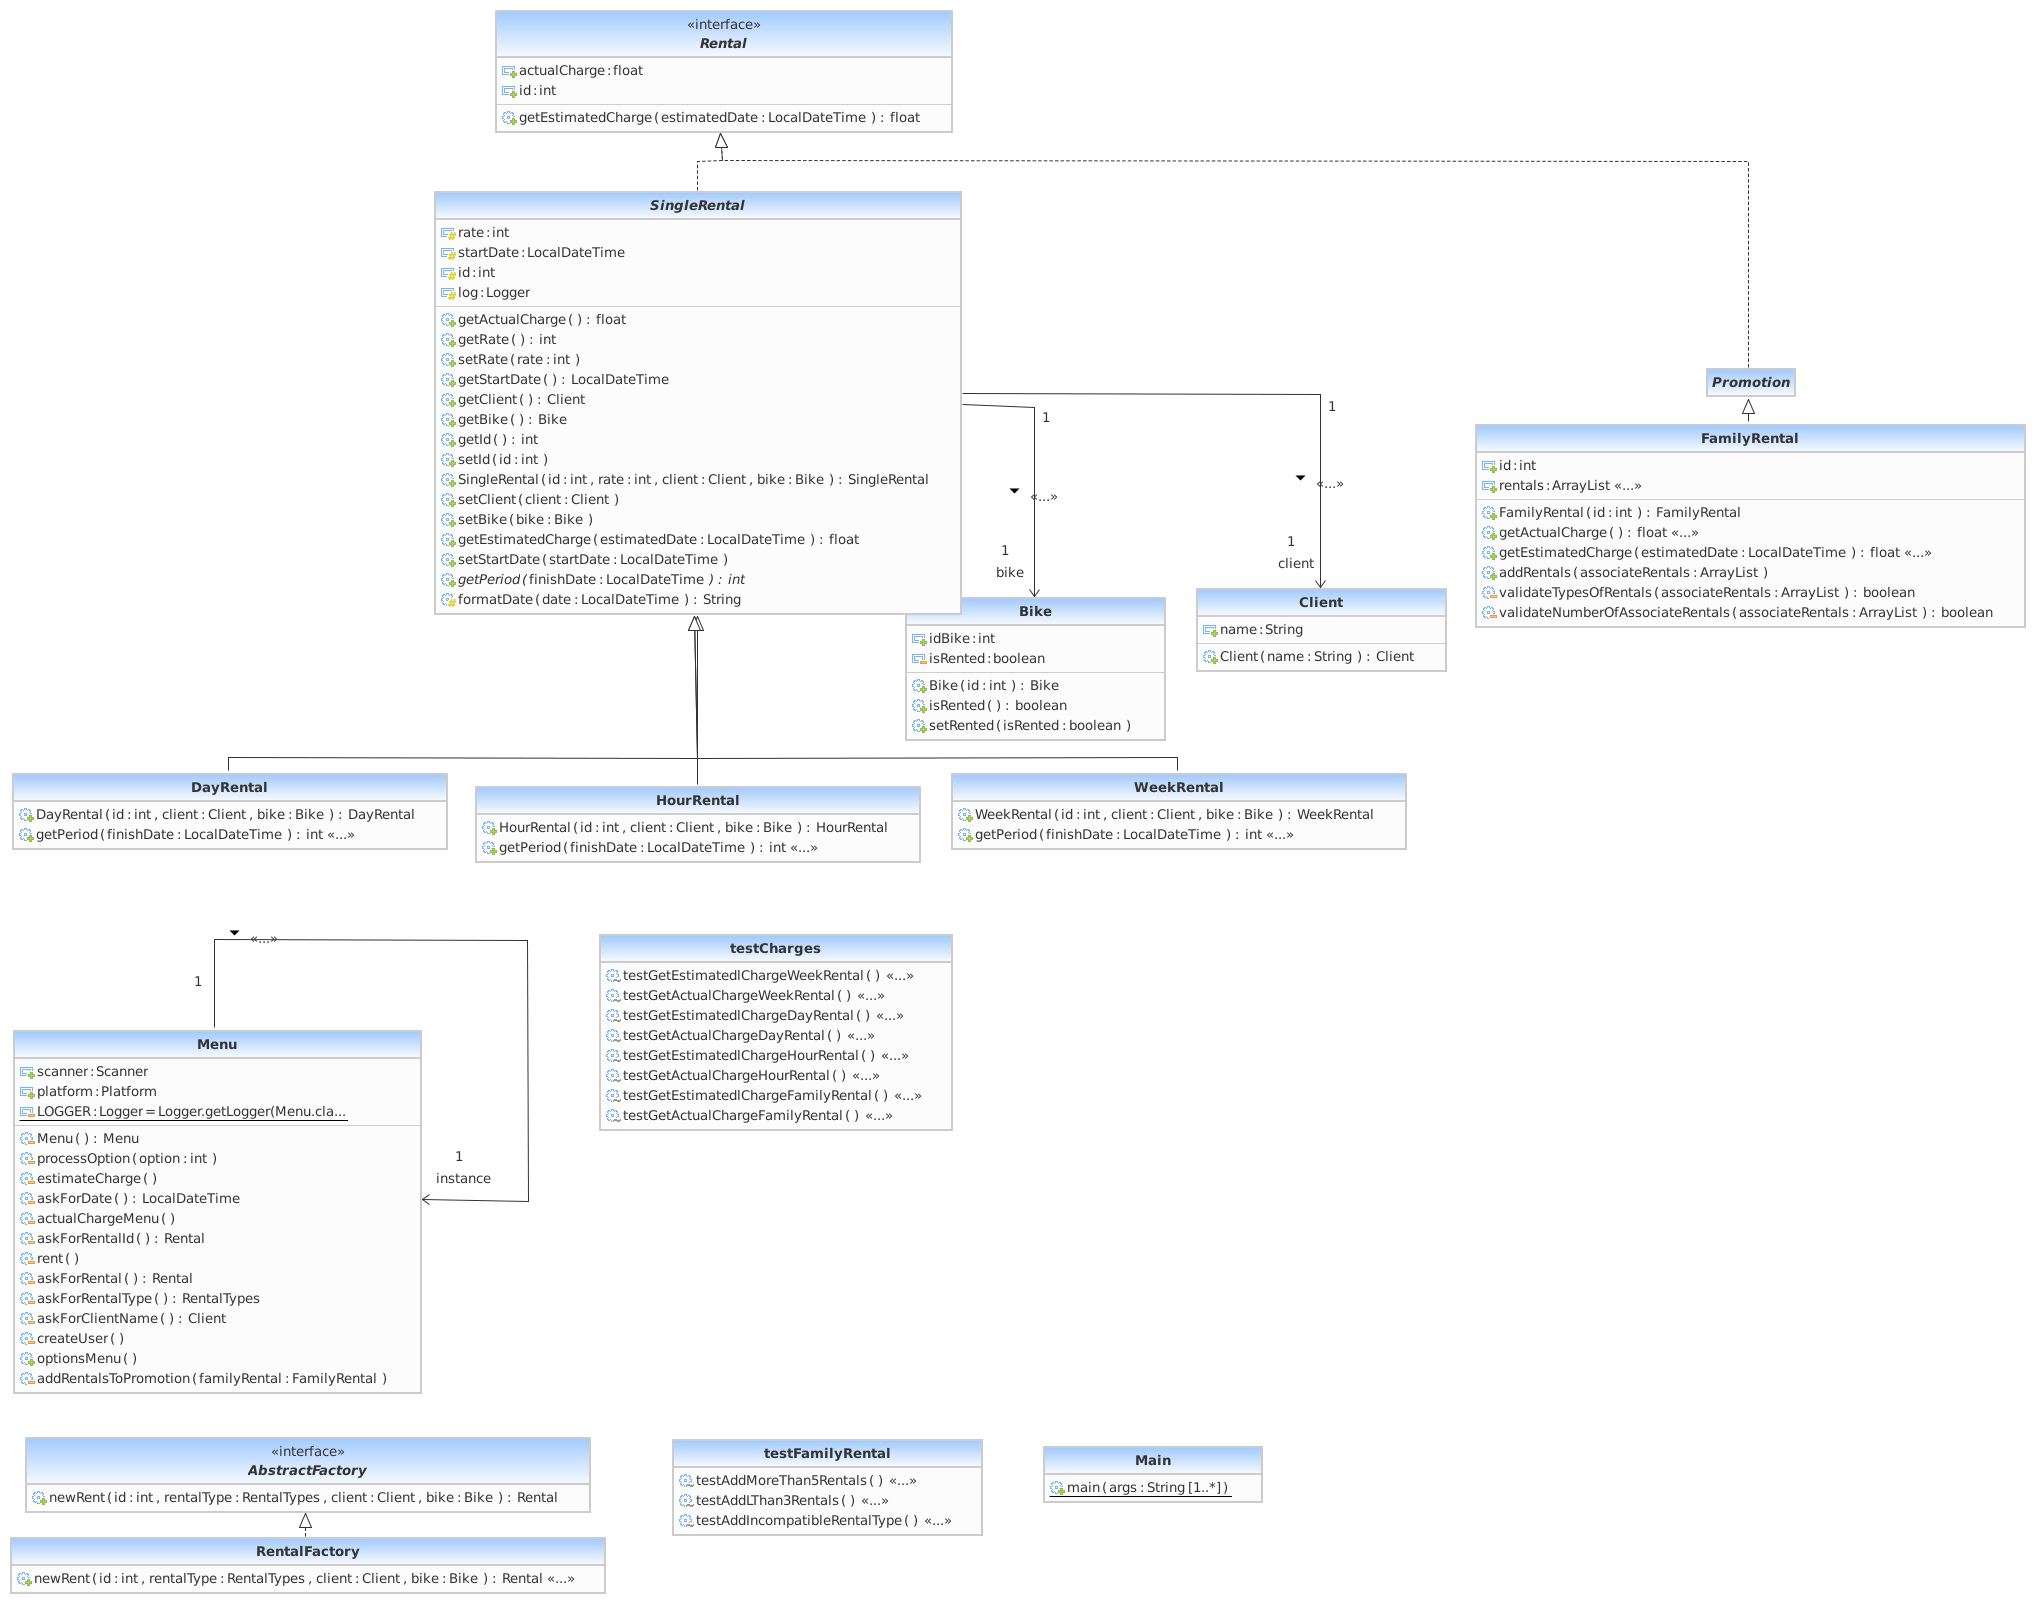 «interface»
Rental
actualCharge:float
id:int
getEstimatedCharge(estimatedDate:LocalDateTime ) : float
SingleRental
rate:int
startDate:LocalDateTime
id:int
log:Logger
getActualCharge( ) : float
getRate( ) : int
setRate(rate:int )
getStartDate( ) : LocalDateTime
getClient( ) : Client
getBike( ) : Bike
getId( ) : int
setId(id:int )
SingleRental(id:int, rate:int, client:Client, bike:Bike ) : SingleRental
setClient(client:Client )
setBike(bike:Bike )
getEstimatedCharge(estimatedDate:LocalDateTime ) : float
setStartDate(startDate:LocalDateTime )
getPeriod(finishDate:LocalDateTime ) : int
formatDate(date:LocalDateTime ) : String
1
«...»
1
bike
1
«...»
1
client
Promotion
FamilyRental
id:int
rentals:ArrayList «...»
FamilyRental(id:int ) : FamilyRental
getActualCharge( ) : float «...»
getEstimatedCharge(estimatedDate:LocalDateTime ) : float «...»
addRentals(associateRentals:ArrayList )
validateTypesOfRentals(associateRentals:ArrayList ) : boolean
validateNumberOfAssociateRentals(associateRentals:ArrayList ) : boolean
Bike
idBike:int
isRented:boolean
Bike(id:int ) : Bike
isRented( ) : boolean
setRented(isRented:boolean )
Client
name:String
Client(name:String ) : Client
DayRental
DayRental(id:int, client:Client, bike:Bike ) : DayRental
getPeriod(finishDate:LocalDateTime ) : int «...»
HourRental
HourRental(id:int, client:Client, bike:Bike ) : HourRental
getPeriod(finishDate:LocalDateTime ) : int «...»
WeekRental
WeekRental(id:int, client:Client, bike:Bike ) : WeekRental
getPeriod(finishDate:LocalDateTime ) : int «...»
«...»
1
1
instance
Menu
scanner:Scanner
platform:Platform
LOGGER:Logger=Logger.getLogger(Menu.cla...
Menu( ) : Menu
processOption(option:int )
estimateCharge( )
askForDate( ) : LocalDateTime
actualChargeMenu( )
askForRentalId( ) : Rental
rent( )
askForRental( ) : Rental
askForRentalType( ) : RentalTypes
askForClientName( ) : Client
createUser( )
optionsMenu( )
addRentalsToPromotion(familyRental:FamilyRental )
testCharges
testGetEstimatedlChargeWeekRental( ) «...»
testGetActualChargeWeekRental( ) «...»
testGetEstimatedlChargeDayRental( ) «...»
testGetActualChargeDayRental( ) «...»
testGetEstimatedlChargeHourRental( ) «...»
testGetActualChargeHourRental( ) «...»
testGetEstimatedlChargeFamilyRental( ) «...»
testGetActualChargeFamilyRental( ) «...»
«interface»
AbstractFactory
newRent(id:int, rentalType:RentalTypes, client:Client, bike:Bike ) : Rental
RentalFactory
newRent(id:int, rentalType:RentalTypes, client:Client, bike:Bike ) : Rental «...»
testFamilyRental
testAddMoreThan5Rentals( ) «...»
testAddLThan3Rentals( ) «...»
testAddIncompatibleRentalType( ) «...»
Main
main(args:String[1..*])